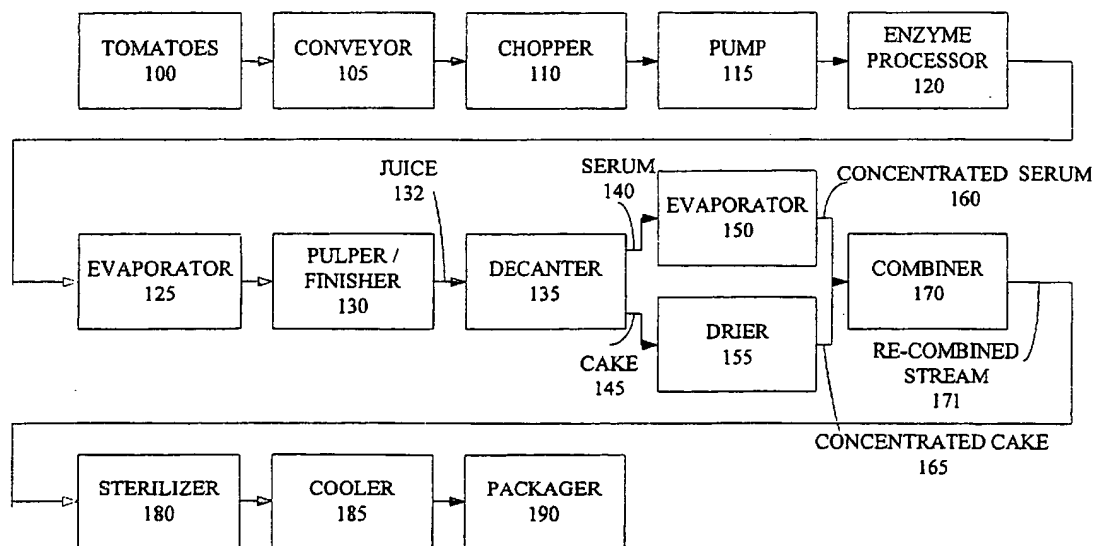 TOMATOES
100
CONVEYOR
105
CHOPPER
110
PUMP
115
ENZYME
PROCESSOR
120
JUICE
132
SERUM
140
EVAPORATOR
150
CONCENTRATED SERUM
160
EVAPORATOR
125
PULPER /
FINISHER
130
DECANTER
135
COMBINER
170
CAKE
145
DRIER
155
RE-COMBINED
STREAM
171
CONCENTRATED CAKE
165
STERILIZER
180
COOLER
185
PACKAGER
190